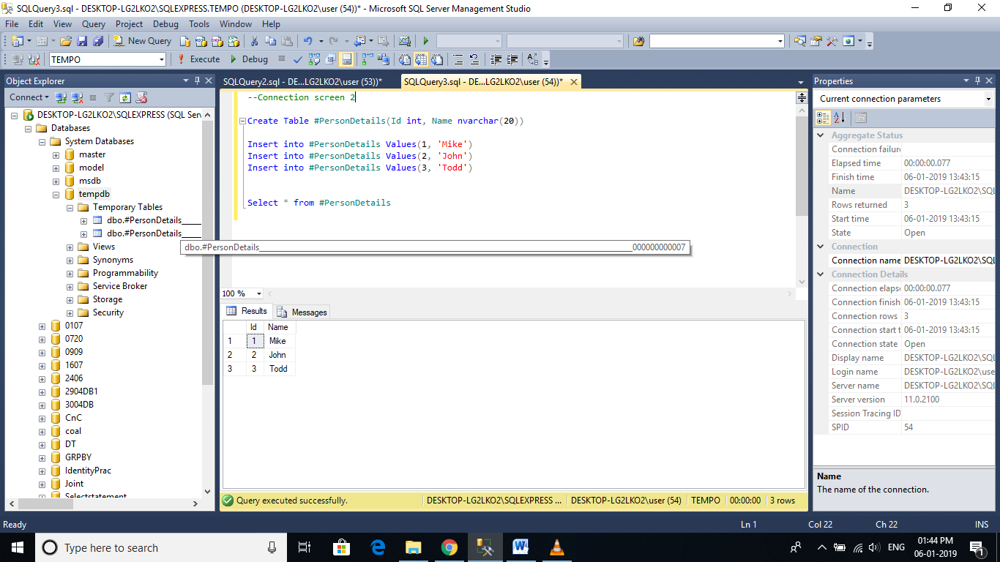 SQLQuery3.sql - DESKTOP-LG2LKO2\SQLEXPRESS.TEMPO (DESKTOP-LG2LKO2\user (54))* - Microsoft SQL Server Management Studio
File Edit View Query Project Debug Tools Window Help
New Query
TEMPO Execute Debug
Object Explorer
Connect
DESKTOP-LG2LKO2\SQLEXPRESS (SQL Serv
Databases
System Databases
master
model
msdb
tempdb
Temporary Tables
dbo.#PersonDetails______
dbo.#PersonDetails______
Views
Synonyms
Programmability
Service Broker
Storage
Security
0107
0720
0909
1607
2406
2904DB1
3004DB
CnC
coal
DT
GRPBY
IdentityPrac
Joint
Selectstatement
SQLQuery2.sql - DE...LG2LKO2\user (53))*
SQLQuery3.sql - DE...LG2LKO2\user (54))*
--Connection screen 2
Create Table #PersonDetails(Id int, Name nvarchar(20))
Insert into #PersonDetails Values(1, 'Mike')
Insert into #PersonDetails Values(2, 'John')
Insert into #PersonDetails Values(3, 'Todd')
Select * from #PersonDetails
dbo.#PersonDetails____________________________________________________________________________________________________000000000007
100 %
Results Messages
Id Name
1 1 Mike
2 2 John
3 3 Todd
Query executed successfully. DESKTOP-LG2LKO2\SQLEXPRESS ... DESKTOP-LG2LKO2\user (54) TEMPO 00:00:00 3 rows
Properties
Current connection parameters
Aggregate Status
Connection failure
Elapsed time 00:00:00.077
Finish time 06-01-2019 13:43:15
Name DESKTOP-LG2LKO2\SQL
Rows returned 3
Start time 06-01-2019 13:43:15
State Open
Connection
Connection name DESKTOP-LG2LKO2\SQL
Connection Details
Connection elapse 00:00:00.077
Connection finish 06-01-2019 13:43:15
Connection rows 3
Connection start t 06-01-2019 13:43:15
Connection state Open
Display name DESKTOP-LG2LKO2\SQL
Login name DESKTOP-LG2LKO2\use
Server name DESKTOP-LG2LKO2\SQL
Server version 11.0.2100
Session Tracing ID
SPID 54
Name
The name of the connection.
Ready Ln 1 Col 22 Ch 22 INS
Type here to search
ENG
01:44 PM
06-01-2019
1